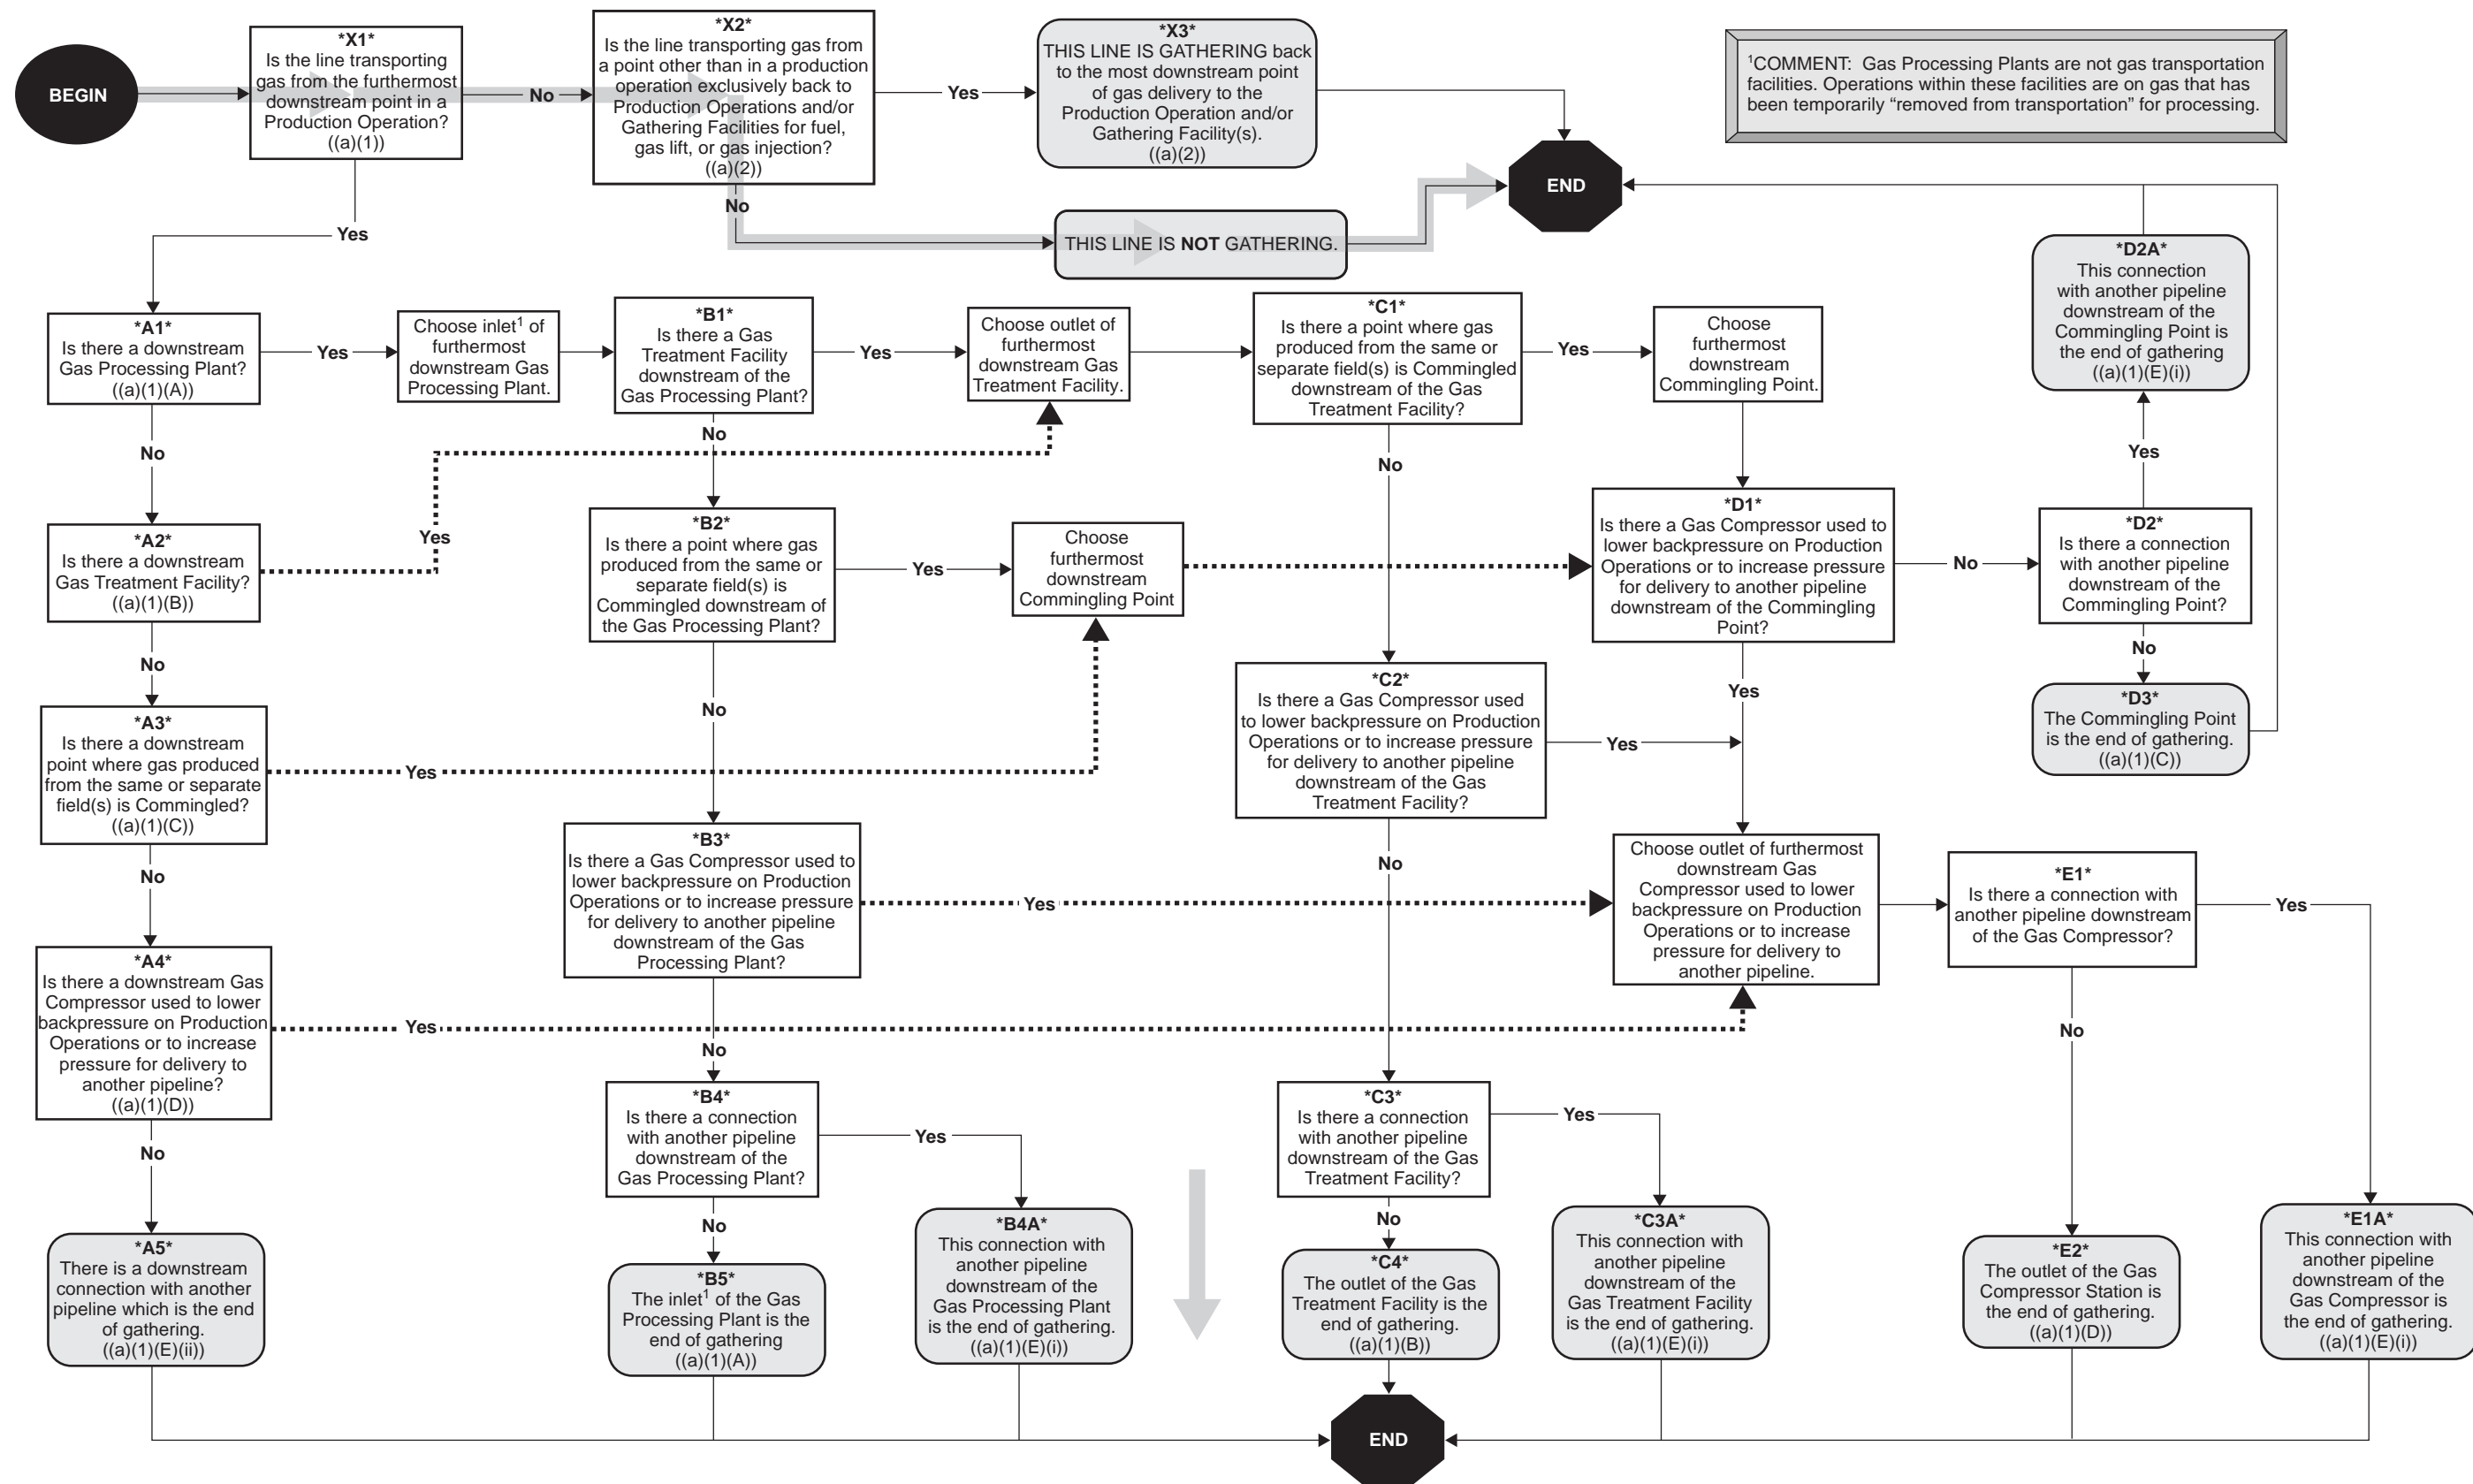 BEGIN
*X1*
Is the line transporting
gas from the furthermost
downstream point in a
Production Operation?
((a)(1))
No
*X2*
Is the line transporting gas from
a point other than in a production
operation exclusively back to
Production Operations and/or
Gathering Facilities for fuel,
gas lift, or gas injection?
((a)(2))
Yes
*X3*
THIS LINE IS GATHERING back
to the most downstream point
of gas delivery to the
Production Operation and/or
Gathering Facility(s).
((a)(2))
1COMMENT: Gas Processing Plants are not gas transportation
facilities. Operations within these facilities are on gas that has
been temporarily “removed from transportation” for processing.
END
No
THIS LINE IS NOT GATHERING.
Yes
*A1*
Is there a downstream
Gas Processing Plant?
((a)(1)(A))
Yes
Choose inlet1 of
furthermost
downstream Gas
Processing Plant.
*B1*
Is there a Gas
Treatment Facility
downstream of the
Gas Processing Plant?
Yes
Choose outlet of
furthermost
downstream Gas
Treatment Facility.
*C1*
Is there a point where gas
produced from the same or
separate field(s) is Commingled
downstream of the Gas
Treatment Facility?
Yes
Choose
furthermost
downstream
Commingling Point.
*D2A*
This connection
with another pipeline
downstream of the
Commingling Point is
the end of gathering
((a)(1)(E)(i))
No
No
No
Yes
*A2*
Is there a downstream
Gas Treatment Facility?
((a)(1)(B))
Yes
*B2*
Is there a point where gas
produced from the same or
separate field(s) is
Commingled downstream of
the Gas Processing Plant?
Yes
Choose
furthermost
downstream
Commingling Point
*D1*
Is there a Gas Compressor used to
lower backpressure on Production
Operations or to increase pressure
for delivery to another pipeline
downstream of the Commingling
Point?
No
*D2*
Is there a connection
with another pipeline
downstream of the
Commingling Point?
No
No
No
Yes
*A3*
Is there a downstream
point where gas produced
from the same or separate
field(s) is Commingled?
((a)(1)(C))
Yes
*C2*
Is there a Gas Compressor used
to lower backpressure on Production
Operations or to increase pressure
for delivery to another pipeline
downstream of the Gas
Treatment Facility?
Yes
*D3*
The Commingling Point
is the end of gathering.
((a)(1)(C))
No
No
*B3*
Is there a Gas Compressor used to
lower backpressure on Production
Operations or to increase pressure
for delivery to another pipeline
downstream of the Gas
Processing Plant?
Yes
Choose outlet of furthermost
downstream Gas
Compressor used to lower
backpressure on Production
Operations or to increase
pressure for delivery to
another pipeline.
*E1*
Is there a connection with
another pipeline downstream
of the Gas Compressor?
Yes
*A4*
Is there a downstream Gas
Compressor used to lower
backpressure on Production
Operations or to increase
pressure for delivery to
another pipeline?
((a)(1)(D))
Yes
No
No
No
*B4*
Is there a connection
with another pipeline
downstream of the
Gas Processing Plant?
Yes
*C3*
Is there a connection
with another pipeline
downstream of the Gas
Treatment Facility?
Yes
No
No
*A5*
There is a downstream
connection with another
pipeline which is the end
of gathering.
((a)(1)(E)(ii))
*B5*
The inlet1 of the Gas
Processing Plant is the
end of gathering
((a)(1)(A))
*B4A*
This connection with
another pipeline
downstream of the
Gas Processing Plant
is the end of gathering.
((a)(1)(E)(i))
*C4*
The outlet of the Gas
Treatment Facility is the
end of gathering.
((a)(1)(B))
*C3A*
This connection with
another pipeline
downstream of the
Gas Treatment Facility
is the end of gathering.
((a)(1)(E)(i))
*E2*
The outlet of the Gas
Compressor Station is
the end of gathering.
((a)(1)(D))
*E1A*
This connection with
another pipeline
downstream of the
Gas Compressor is
the end of gathering.
((a)(1)(E)(i))
END